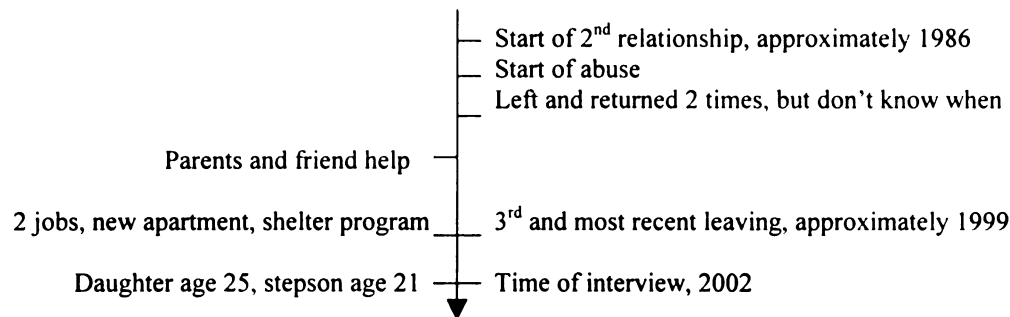 Start of 2nd relationship, approximately 1986
Start of abuse
Left and returned 2 times, but don't know when
Parents and friend help
2 jobs, new apartment, shelter program
3rd and most recent leaving, approximately 1999
Daughter age 25, stepson age 21
Time of interview, 2002